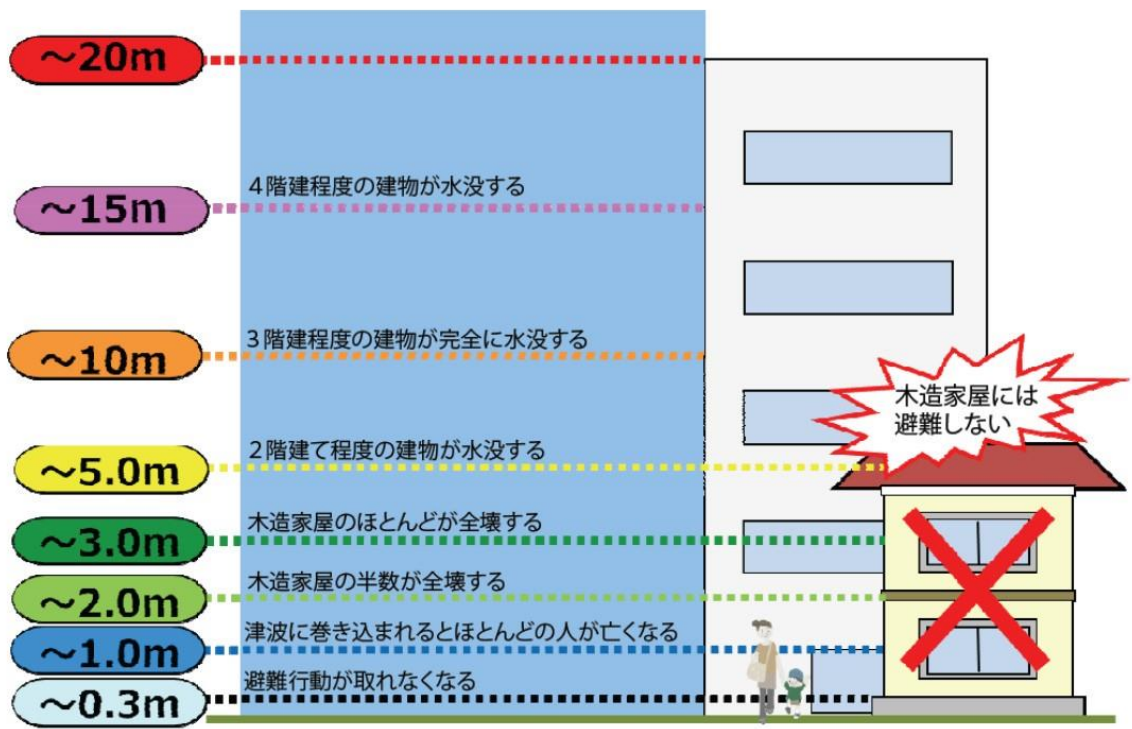 ～20m
４階建程度の建物が水没する
～15m
３階建程度の建物が完全に水没する
～10m
木造家屋には
避難しない
２階建て程度の建物が水没する
～5.0m
木造家屋のほとんどが全壊する
～3.0m
木造家屋の半数が全壊する
～2.0m
津波に巻き込まれるとほとんどの人が亡くなる
～1.0m
避難行動が取れなくなる
～0.3m